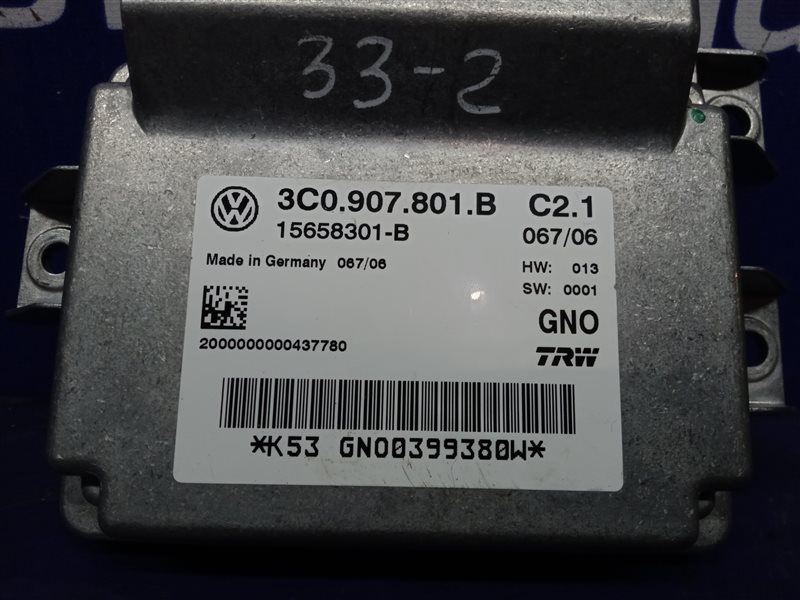 33-2
3C0.907.801.B C2.1
15658301-B 067/06
Made in Germany 067/06 HW: 013
SW: 0001
GNO
2000000000437780
TRW
*K53 GNO0399380W*